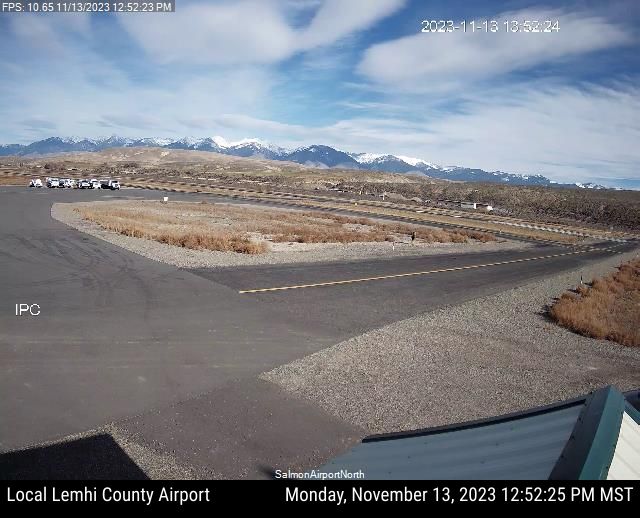 FPS: 10.65 11/13/2023 12:52:23 PM
2023-11-13 13:52:24
IPC
SalmonAirportNorth
Local Lemhi County Airport
Monday, November 13, 2023 12:52:25 PM MST